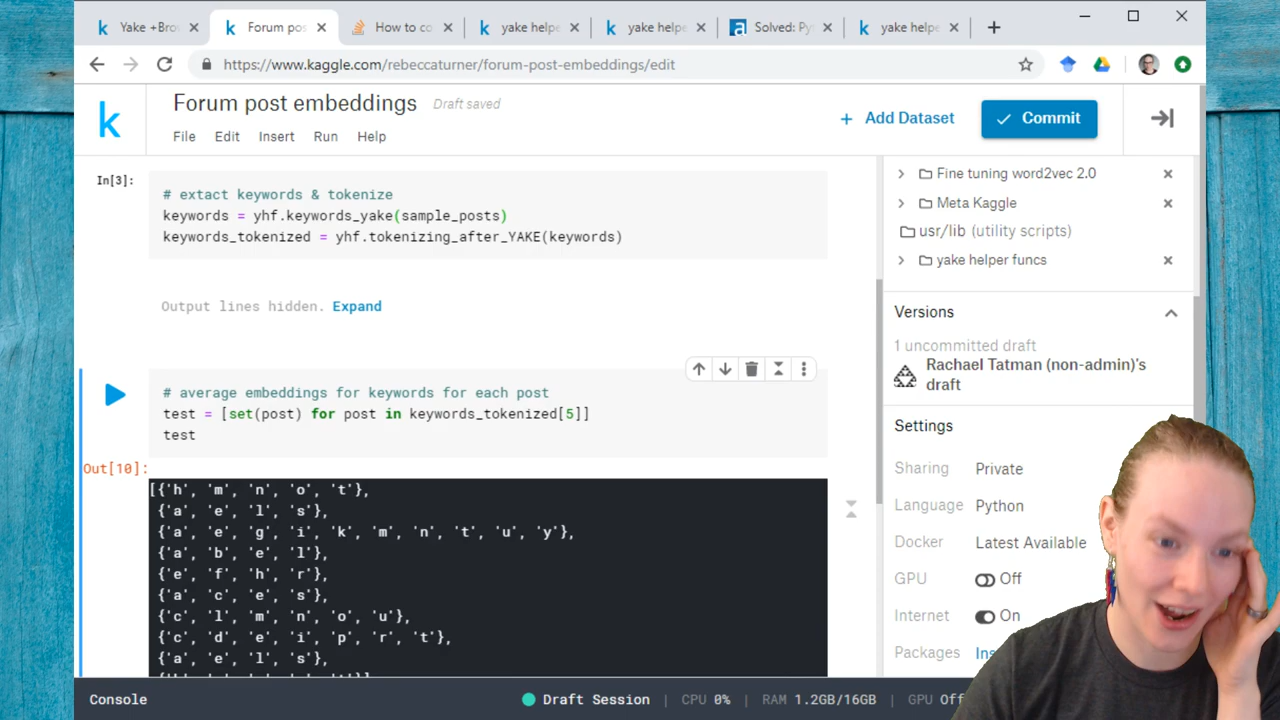 Yake +Bro
Forum pos
How to co
yake helpe
yake helpe
Solved: Py
yake helpe
https://www.kaggle.com/rebeccaturner/forum-post-embeddings/edit
k
Forum post embeddings Draft saved
File Edit Insert Run Help
+ Add Dataset
Commit
In[3]:
# extact keywords & tokenize
keywords = yhf.keywords_yake(sample_posts)
keywords_tokenized = yhf.tokenizing_after_YAKE(keywords)
Output lines hidden. Expand
# average embeddings for keywords for each post
test = [set(post) for post in keywords_tokenized[5]]
test
Out[10]:
[{'h', 'm', 'n', 'o', 't'},
{'a', 'e', 'l', 's'},
{'a', 'e', 'g', 'i', 'k', 'm', 'n', 't', 'u', 'y'},
{'a', 'b', 'e', 'l'},
{'e', 'f', 'h', 'r'},
{'a', 'c', 'e', 's'},
{'c', 'l', 'm', 'n', 'o', 'u'},
{'c', 'd', 'e', 'i', 'p', 'r', 't'},
{'a', 'e', 'l', 's'},
Fine tuning word2vec 2.0
Meta Kaggle
usr/lib (utility scripts)
yake helper funcs
Versions
1 uncommitted draft
Rachael Tatman (non-admin)'s
draft
Settings
Sharing Private
Language Python
Docker Latest Available
GPU Off
Internet On
Packages Ins
Console
Draft Session | CPU 0% | RAM 1.2GB/16GB | GPU Off